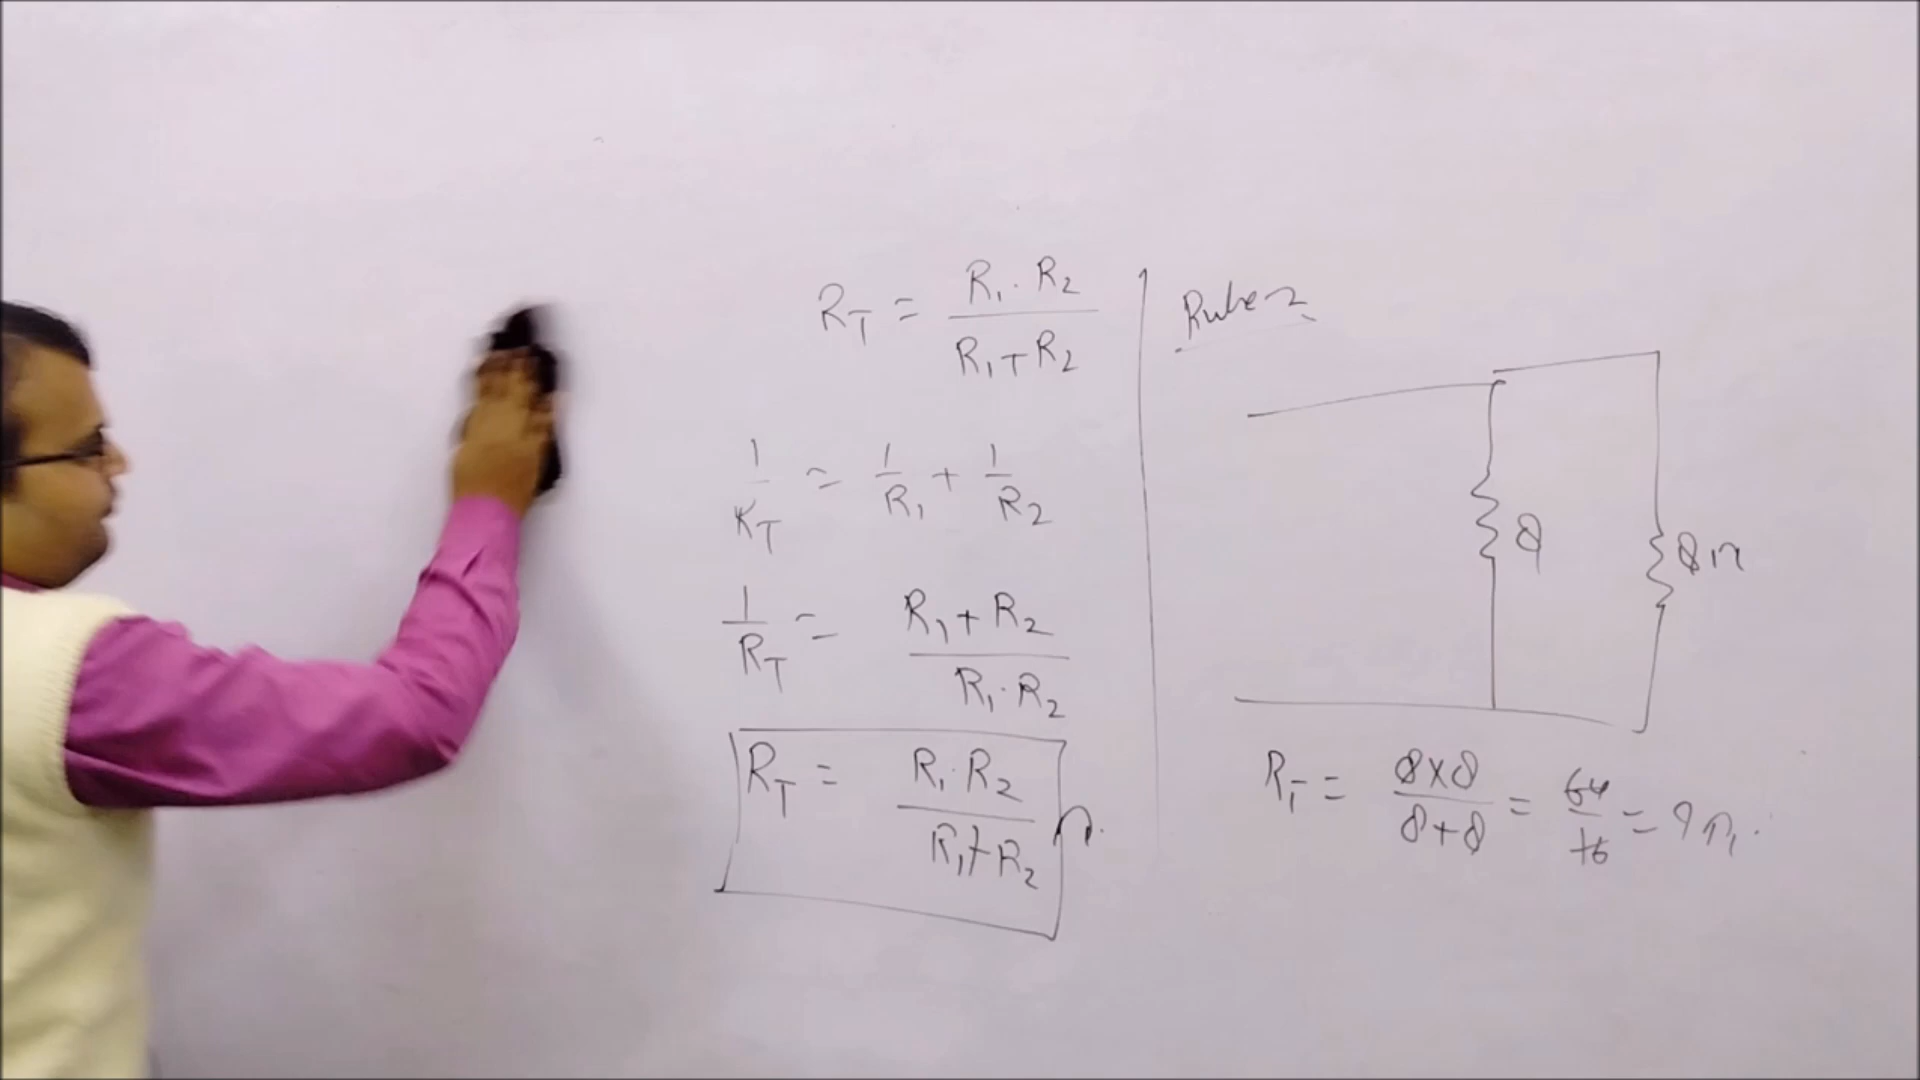 R_T = R₁·R₂ / R₁+R₂
1/R_T = 1/R₁ + 1/R₂
1/R_T = R₁+R₂ / R₁·R₂
R_T = R₁·R₂ / R₁+R₂ Ω.
Rule 2
8
8Ω
R_T = 8×8 / 8+8 = 64/16 =